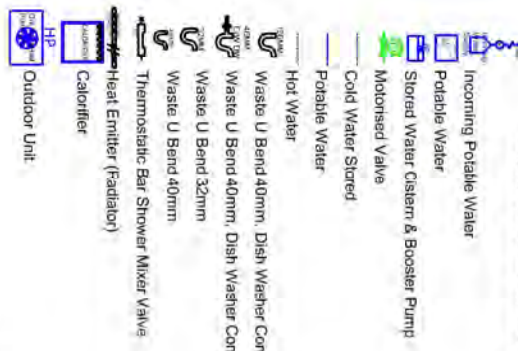 Incoming Potable Water
Potable Water
Stored Water Cistern & Booster Pump
Motorised Valve
Cold Water Stored
Potable Water
Hot Water
Waste U Bend 40mm, Dish Washer Con
Waste U Bend 40mm, Dish Washer Con
Waste U Bend 32mm
Waste U Bend 40mm
Thermostatic Bar Shower Mixer Valve
Heat Emitter (Radiator)
Calorifier
HP
Outdoor Unit